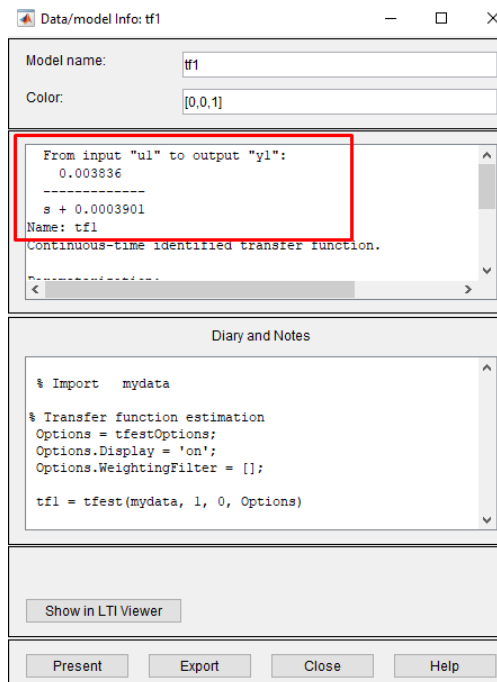 Data/model Info: tf1
Model name:
tf1
Color:
[0,0,1]
From input "u1" to output "y1":
0.003836
-------------
s + 0.0003901
Name: tf1
Continuous-time identified transfer function.
Diary and Notes
% Import   mydata
% Transfer function estimation
Options = tfestOptions;
Options.Display = 'on';
Options.WeightingFilter = [];
tf1 = tfest(mydata, 1, 0, Options)
Show in LTI Viewer
Present
Export
Close
Help